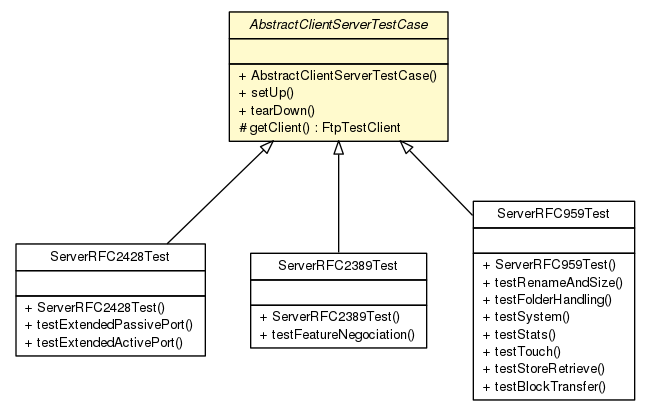 AbstractClientServerTestCase
+ AbstractClientServerTestCase()
+ setUp()
+ tearDown()
# getClient() : FtpTestClient
ServerRFC2428Test
+ ServerRFC2428Test()
+ testExtendedPassivePort()
+ testExtendedActivePort()
ServerRFC2389Test
+ ServerRFC2389Test()
+ testFeatureNegociation()
ServerRFC959Test
+ ServerRFC959Test()
+ testRenameAndSize()
+ testFolderHandling()
+ testSystem()
+ testStats()
+ testTouch()
+ testStoreRetrieve()
+ testBlockTransfer()